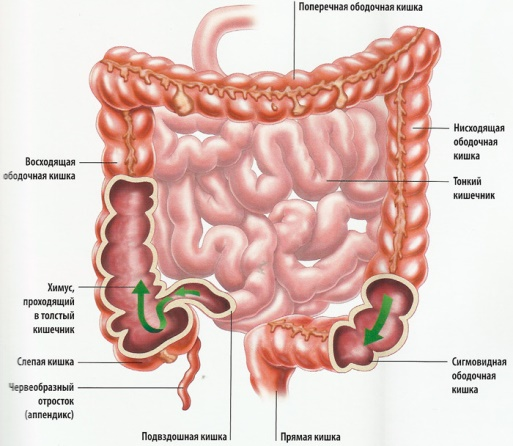 Поперечная ободочная кишка
Нисходящая
ободочная
кишка
Восходящая
ободочная кишка
Тонкий
кишечник
Химус,
проходящий
в толстый
кишечник
Слепая кишка
Сигмовидная
ободочная
кишка
Червеобразный
отросток
(аппендикс)
Подвздошная кишка
Прямая кишка